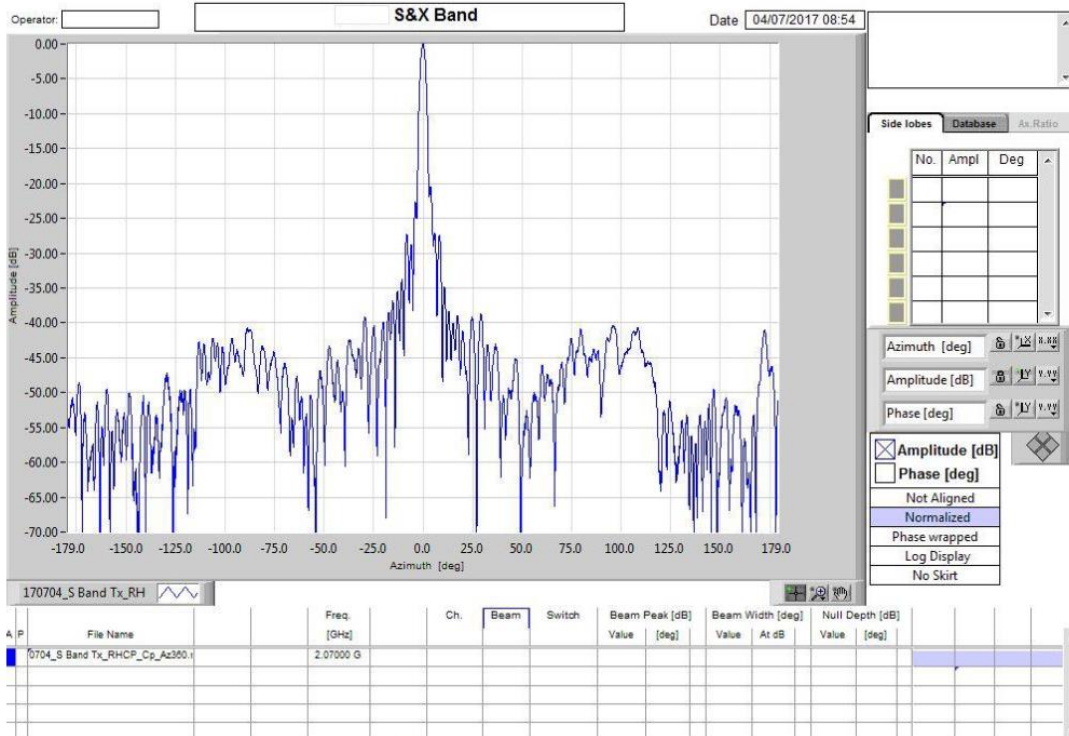 Operator:
S&X Band
Date 04/07/2017 08:54
0.00
-5.00
-10.00
-15.00
-20.00
-25.00
-30.00
-35.00
-40.00
-45.00
-50.00
-55.00
-60.00
-65.00
-70.00
Amplitude [dB]
-179.0 -150.0 -125.0 -100.0 -75.0 -50.0 -25.0 0.0 25.0 50.0 75.0 100.0 125.0 150.0 179.0
Azimuth [deg]
170704_S Band Tx_RH
Side lobes Database Ax.Ratio
No. Ampl Deg
Azimuth [deg]
Amplitude [dB]
Phase [deg]
Amplitude [dB]
Phase [deg]
Not Aligned
Normalized
Phase wrapped
Log Display
No Skirt
Freq. Ch. Beam Switch Beam Peak [dB] Beam Width [deg] Null Depth [dB]
A P File Name [GHz] Value [deg] Value At dB Value [deg]
0704_S Band Tx_RHCP_Cp_Az360.r 2.07000 G